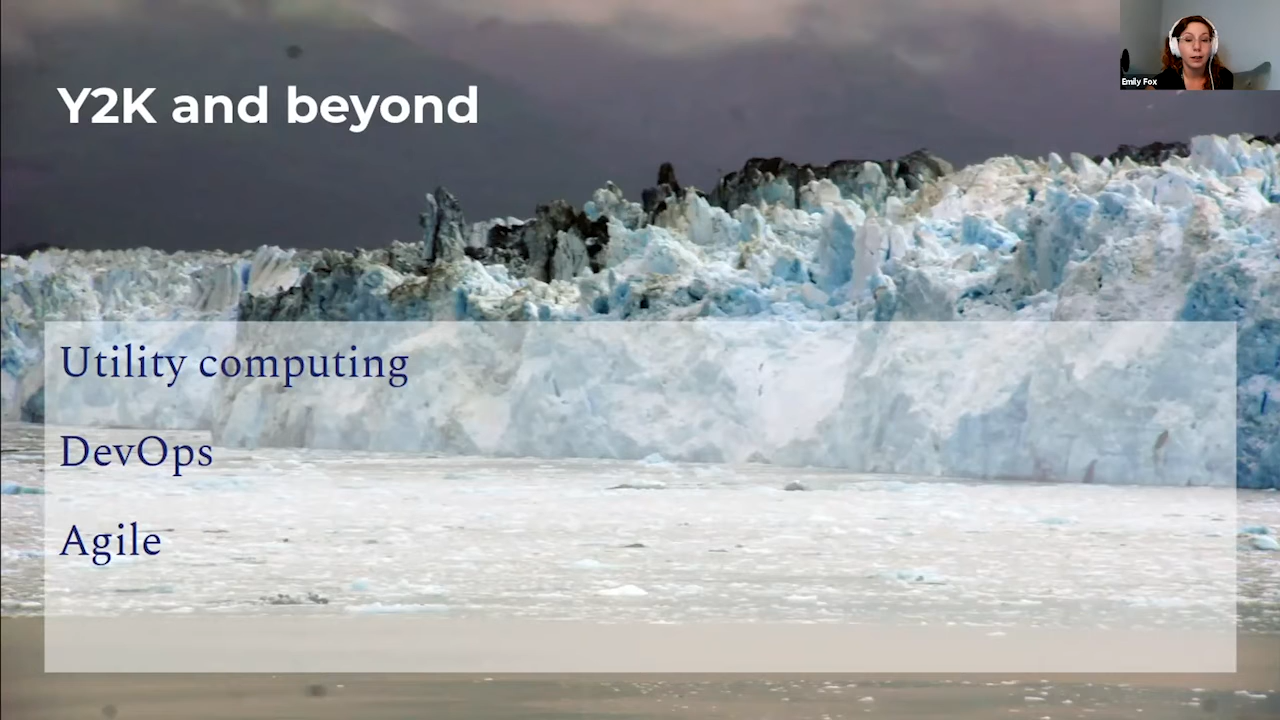 Y2K and beyond
Emily Fox
Utility computing
DevOps
Agile